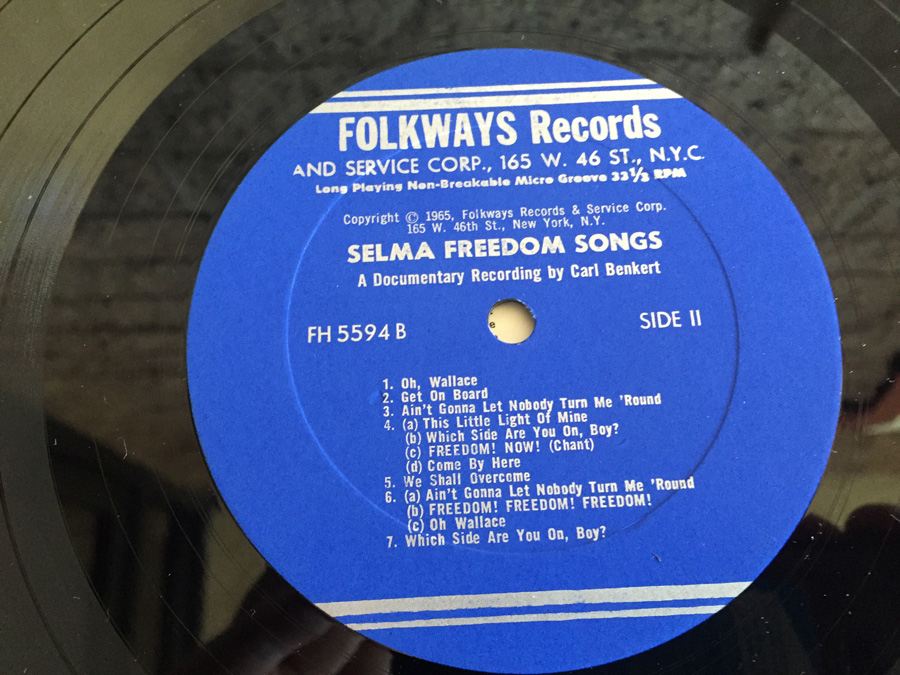 FOLKWAYS Records
AND SERVICE CORP., 165 W. 46 ST., N.Y.C.
Long Playing Non-Breakable Micro Groove 33⅓ RPM
Copyright © 1965, Folkways Records & Service Corp.
165 W. 46th St., New York, N.Y.
SELMA FREEDOM SONGS
A Documentary Recording by Carl Benkert
FH 5594 B
SIDE II
1. Oh, Wallace
2. Get On Board
3. Ain't Gonna Let Nobody Turn Me 'Round
4. (a) This Little Light Of Mine
(b) Which Side Are You On, Boy?
(c) FREEDOM! NOW! (Chant)
(d) Come By Here
5. We Shall Overcome
6. (a) Ain't Gonna Let Nobody Turn Me 'Round
(b) FREEDOM! FREEDOM! FREEDOM!
(c) Oh Wallace
7. Which Side Are You On, Boy?